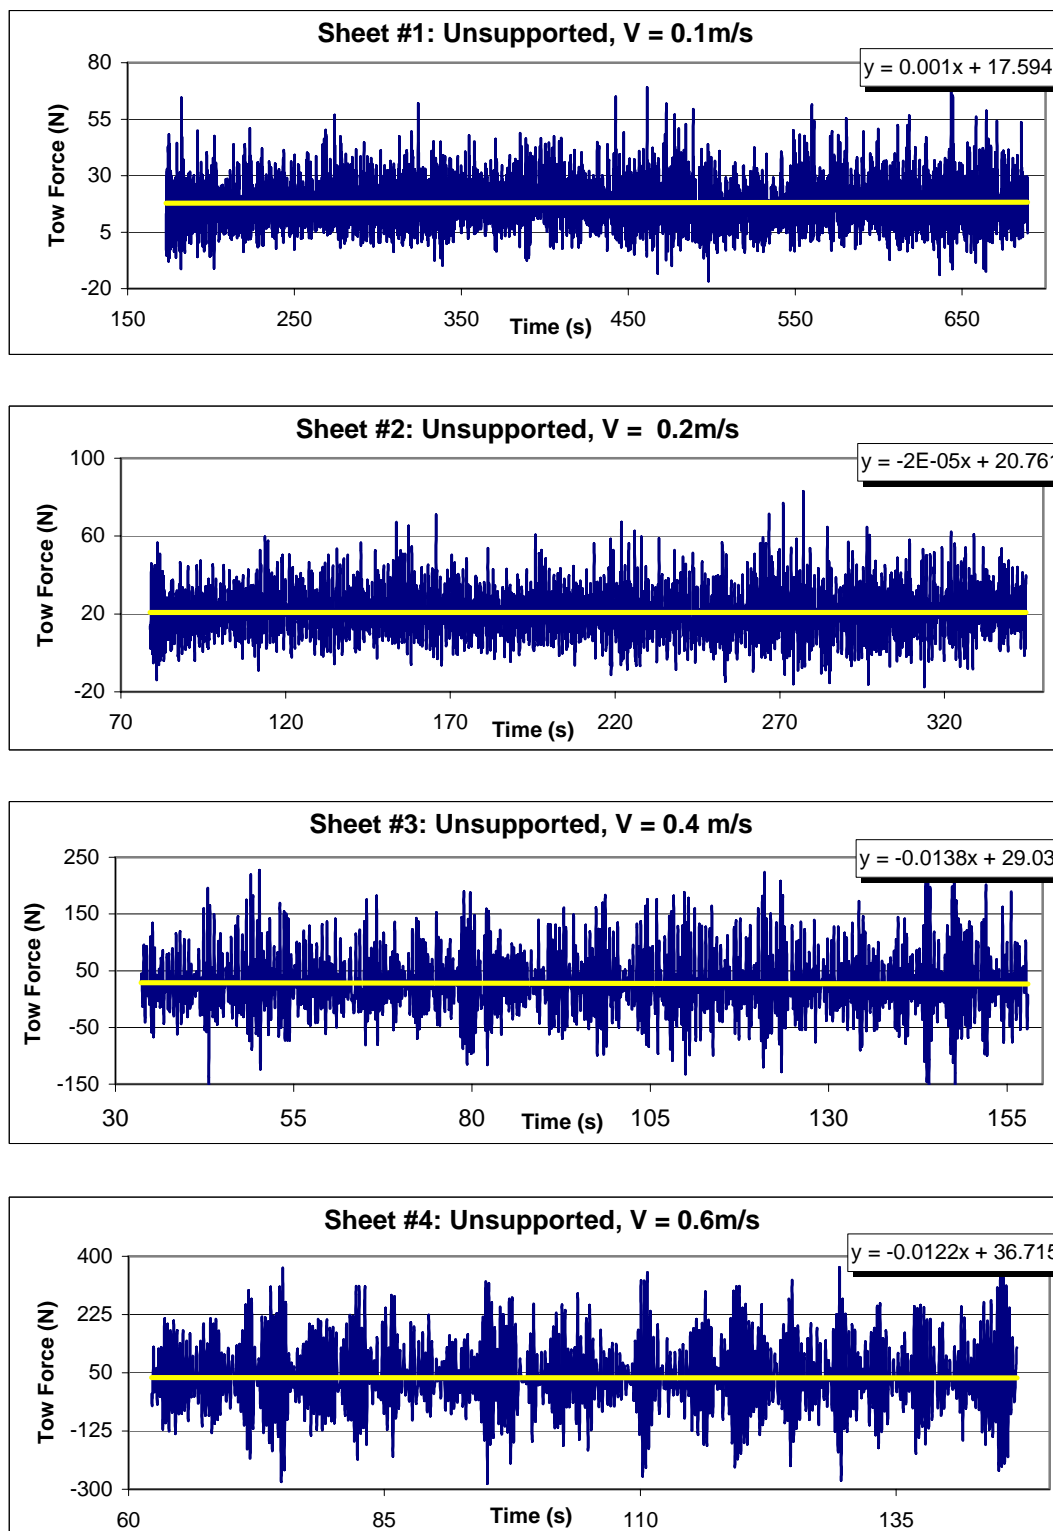 Sheet #1: Unsupported, V = 0.1m/s
y = 0.001x + 17.594
Tow Force (N)
80
55
30
5
-20
150 250 350 450 550 650
Time (s)
Sheet #2: Unsupported, V =  0.2m/s
y = -2E-05x + 20.761
Tow Force (N)
100
60
20
-20
70 120 170 220 270 320
Time (s)
Sheet #3: Unsupported, V = 0.4 m/s
y = -0.0138x + 29.03
Tow Force (N)
250
150
50
-50
-150
30 55 80 105 130 155
Time (s)
Sheet #4: Unsupported, V = 0.6m/s
y = -0.0122x + 36.715
Tow Force (N)
400
225
50
-125
-300
60 85 110 135
Time (s)